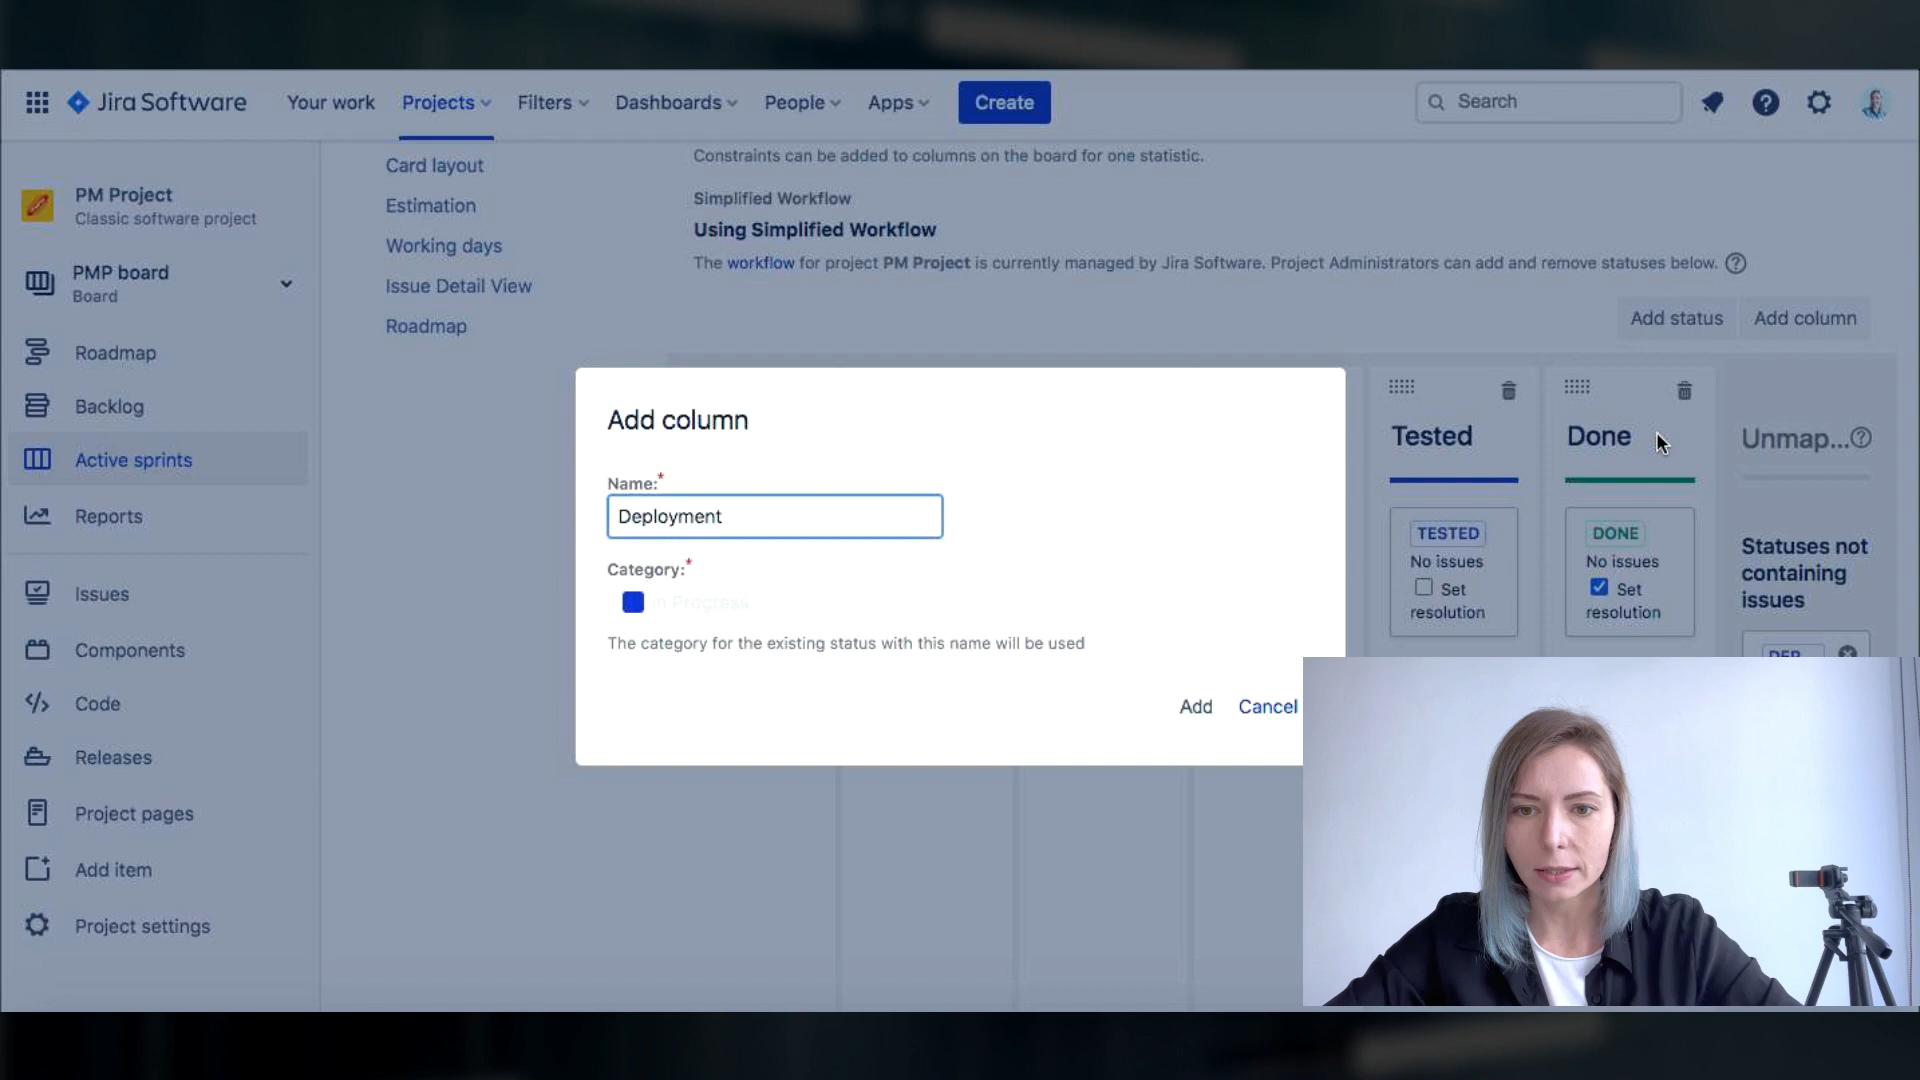 Jira Software
Your work
Projects
Filters
Dashboards
People
Apps
Create
Search
PM Project
Classic software project
PMP board
Board
Roadmap
Backlog
Active sprints
Reports
Issues
Components
Code
Releases
Project pages
Add item
Project settings
Card layout
Estimation
Working days
Issue Detail View
Roadmap
Constraints can be added to columns on the board for one statistic.
Simplified Workflow
Using Simplified Workflow
The workflow for project PM Project is currently managed by Jira Software. Project Administrators can add and remove statuses below.
Add status
Add column
Add column
Name:*
Deployment
Category:*
In Progress
The category for the existing status with this name will be used
Add
Cancel
Tested
TESTED
No issues
Set
resolution
Done
DONE
No issues
Set
resolution
Unmap...
Statuses not
containing
issues